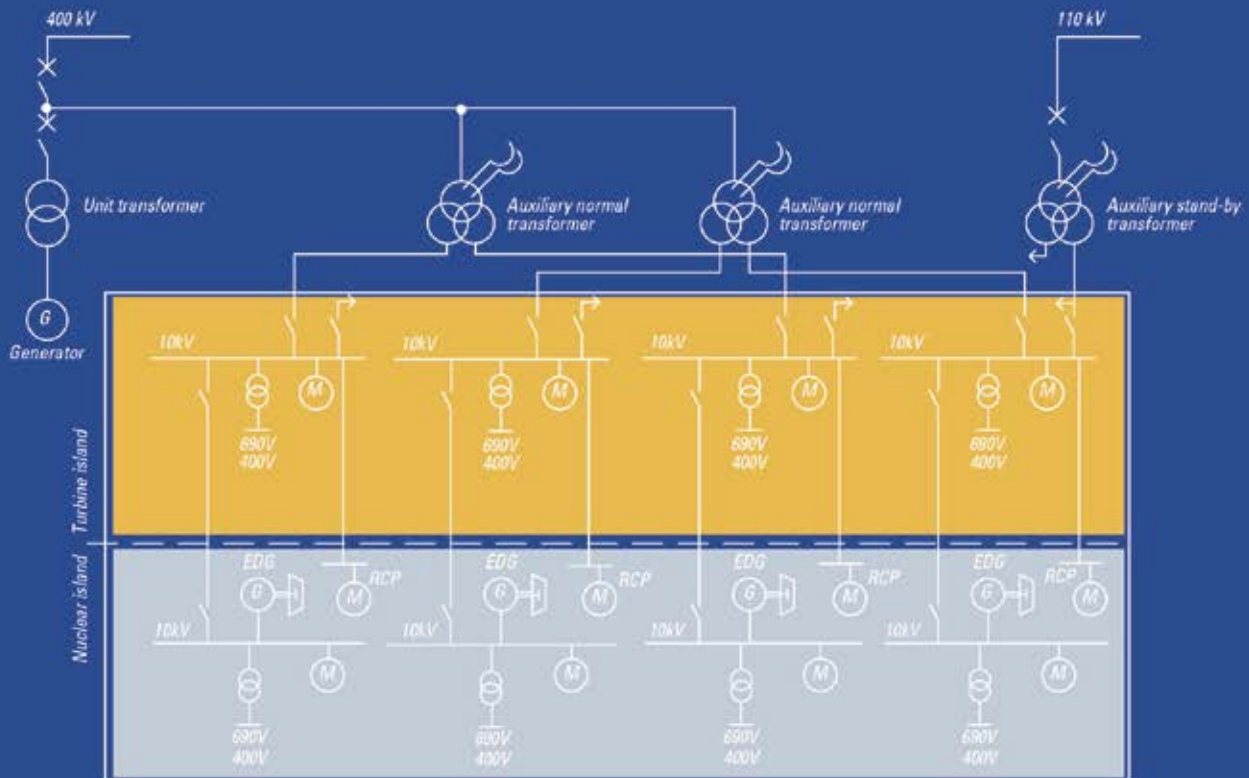 400 kV
110 kV
Unit transformer
Auxiliary normal
transformer
Auxiliary normal
transformer
Auxiliary stand-by
transformer
G
Generator
10kV
10kV
10kV
10kV
M
M
M
M
690V
400V
690V
400V
690V
400V
690V
400V
Turbine island
Nuclear island
EDG
G
RCP
M
EDG
G
RCP
M
EDG
G
RCP
M
EDG
G
RCP
M
10kV
10kV
10kV
10kV
M
M
M
M
690V
400V
690V
400V
690V
400V
690V
400V